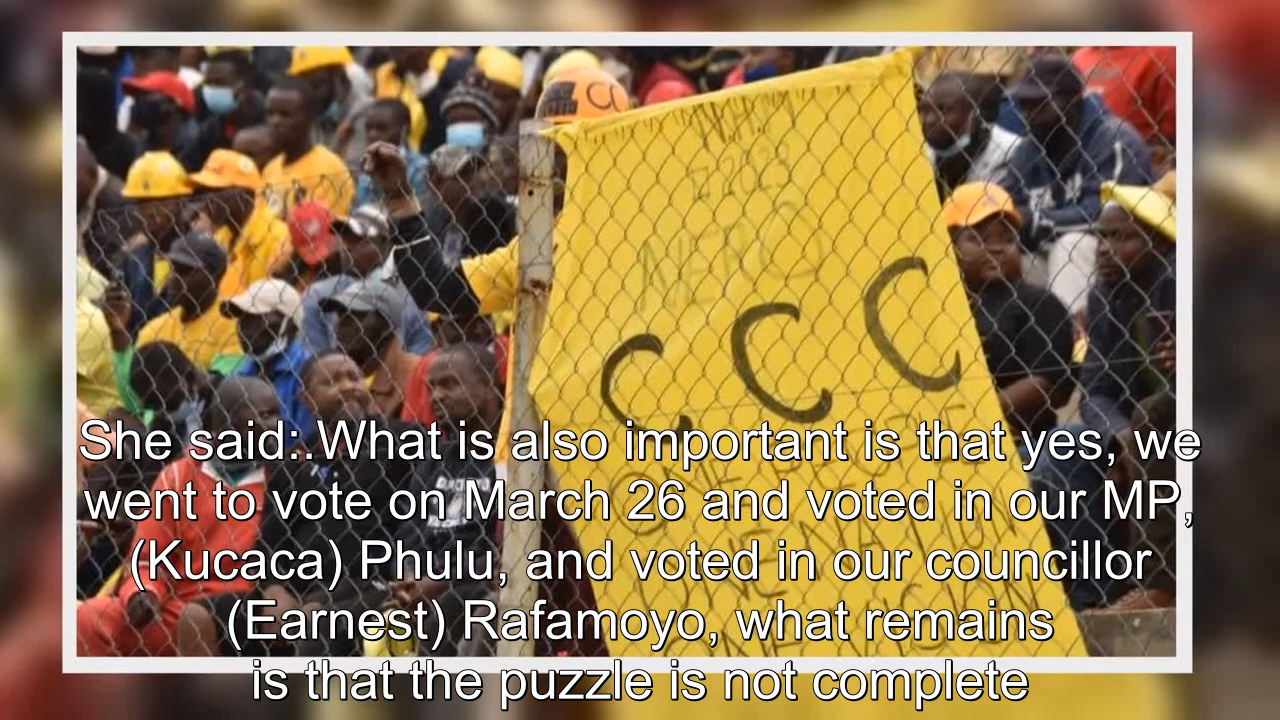 2023
NERO
C C C
She said:.What is also important is that yes, we
went to vote on March 26 and voted in our MP,
(Kucaca) Phulu, and voted in our councillor
(Earnest) Rafamoyo, what remains
is that the puzzle is not complete